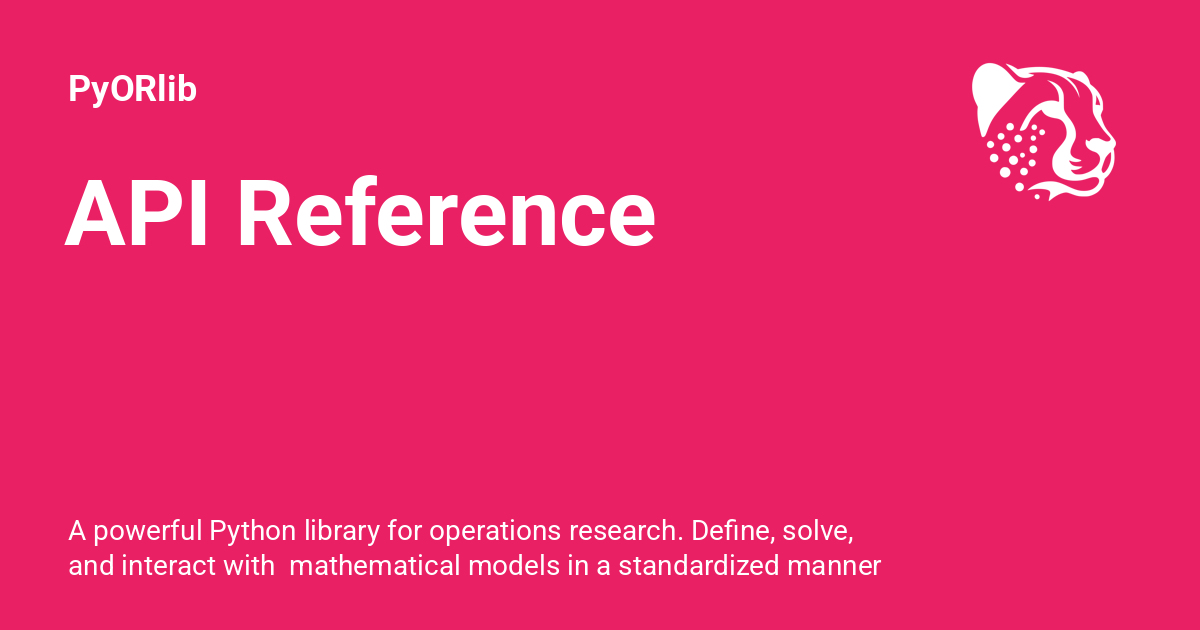 PyORlib
API Reference
A powerful Python library for operations research. Define, solve,
and interact with  mathematical models in a standardized manner